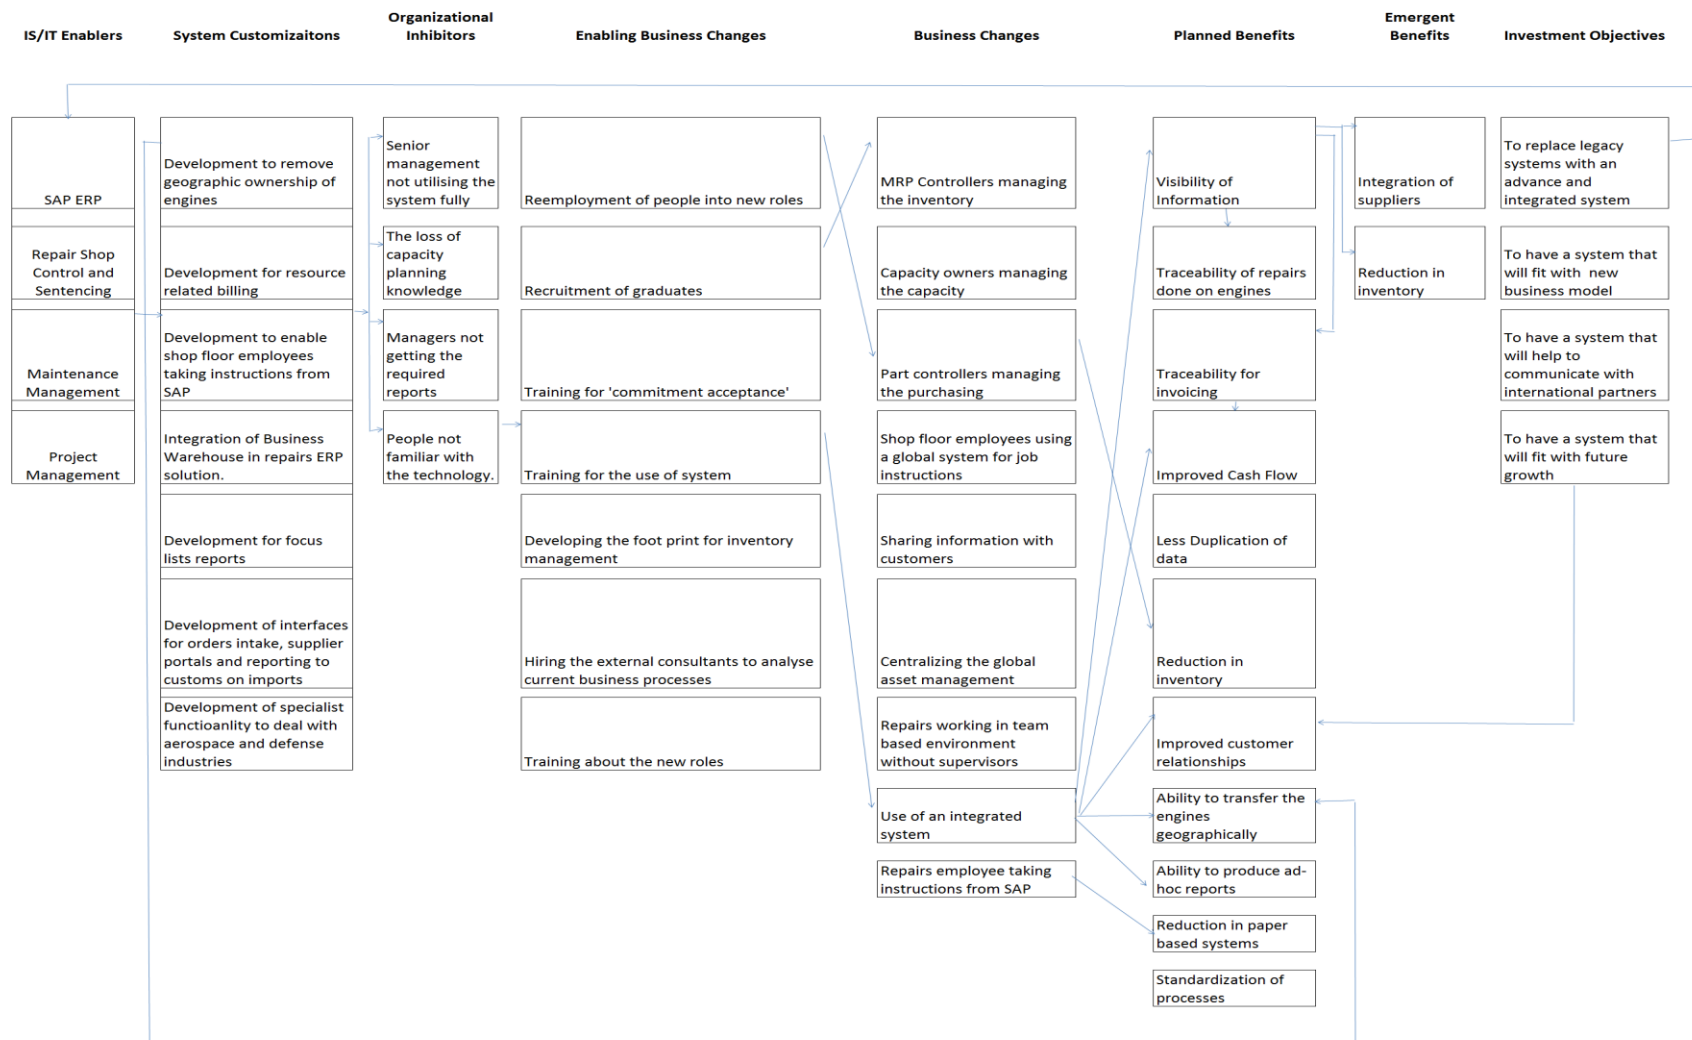 IS/IT Enablers
System Customizaitons
Organizational
Inhibitors
Enabling Business Changes
Business Changes
Planned Benefits
Emergent
Benefits
Investment Objectives
SAP ERP
Repair Shop
Control and
Sentencing
Maintenance
Management
Project
Management
Development to remove
geographic ownership of
engines
Development for resource
related billing
Development to enable
shop floor employees
taking instructions from
SAP
Integration of Business
Warehouse in repairs ERP
solution.
Development for focus
lists reports
Development of interfaces
for orders intake, supplier
portals and reporting to
customs on imports
Development of specialist
functioanlity to deal with
aerospace and defense
industries
Senior
management
not utilising the
system fully
The loss of
capacity
planning
knowledge
Managers not
getting the
required
reports
People not
familiar with
the technology.
Reemployment of people into new roles
Recruitment of graduates
Training for 'commitment acceptance'
Training for the use of system
Developing the foot print for inventory
management
Hiring the external consultants to analyse
current business processes
Training about the new roles
MRP Controllers managing
the inventory
Capacity owners managing
the capacity
Part controllers managing
the purchasing
Shop floor employees using
a global system for job
instructions
Sharing information with
customers
Centralizing the global
asset management
Repairs working in team
based environment
without supervisors
Use of an integrated
system
Repairs employee taking
instructions from SAP
Visibility of
Information
Traceability of repairs
done on engines
Traceability for
invoicing
Improved Cash Flow
Less Duplication of
data
Reduction in
inventory
Improved customer
relationships
Ability to transfer the
engines
geographically
Ability to produce ad-
hoc reports
Reduction in paper
based systems
Standardization of
processes
Integration of
suppliers
Reduction in
inventory
To replace legacy
systems with an
advance and
integrated system
To have a system that
will fit with new
business model
To have a system that
will help to
communicate with
international partners
To have a system that
will fit with future
growth